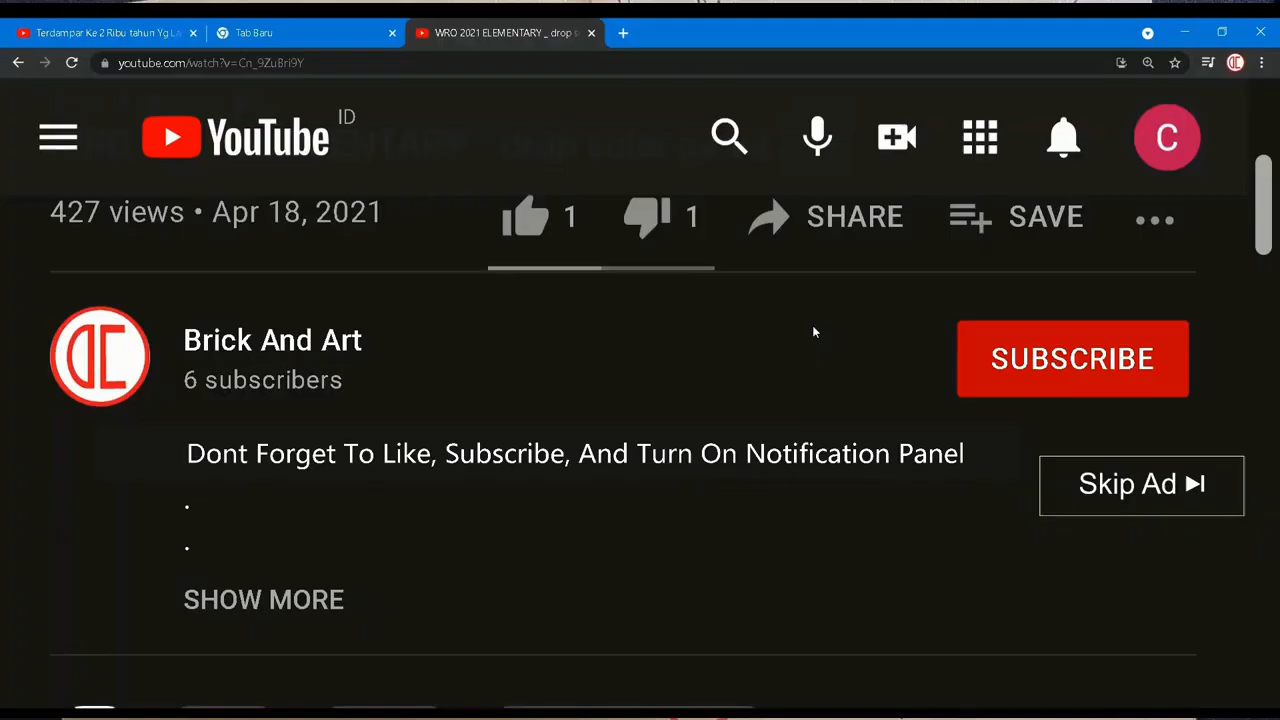 Terdampar Ke 2 Ribu tahun Yg La
Tab Baru
WRO 2021 ELEMENTARY _ drop s
youtube.com/watch?v=Cn_9ZuBri9Y
YouTube
ID
C
427 views • Apr 18, 2021
1
1
SHARE
SAVE
Brick And Art
6 subscribers
SUBSCRIBE
Dont Forget To Like, Subscribe, And Turn On Notification Panel
Skip Ad
.
.
SHOW MORE